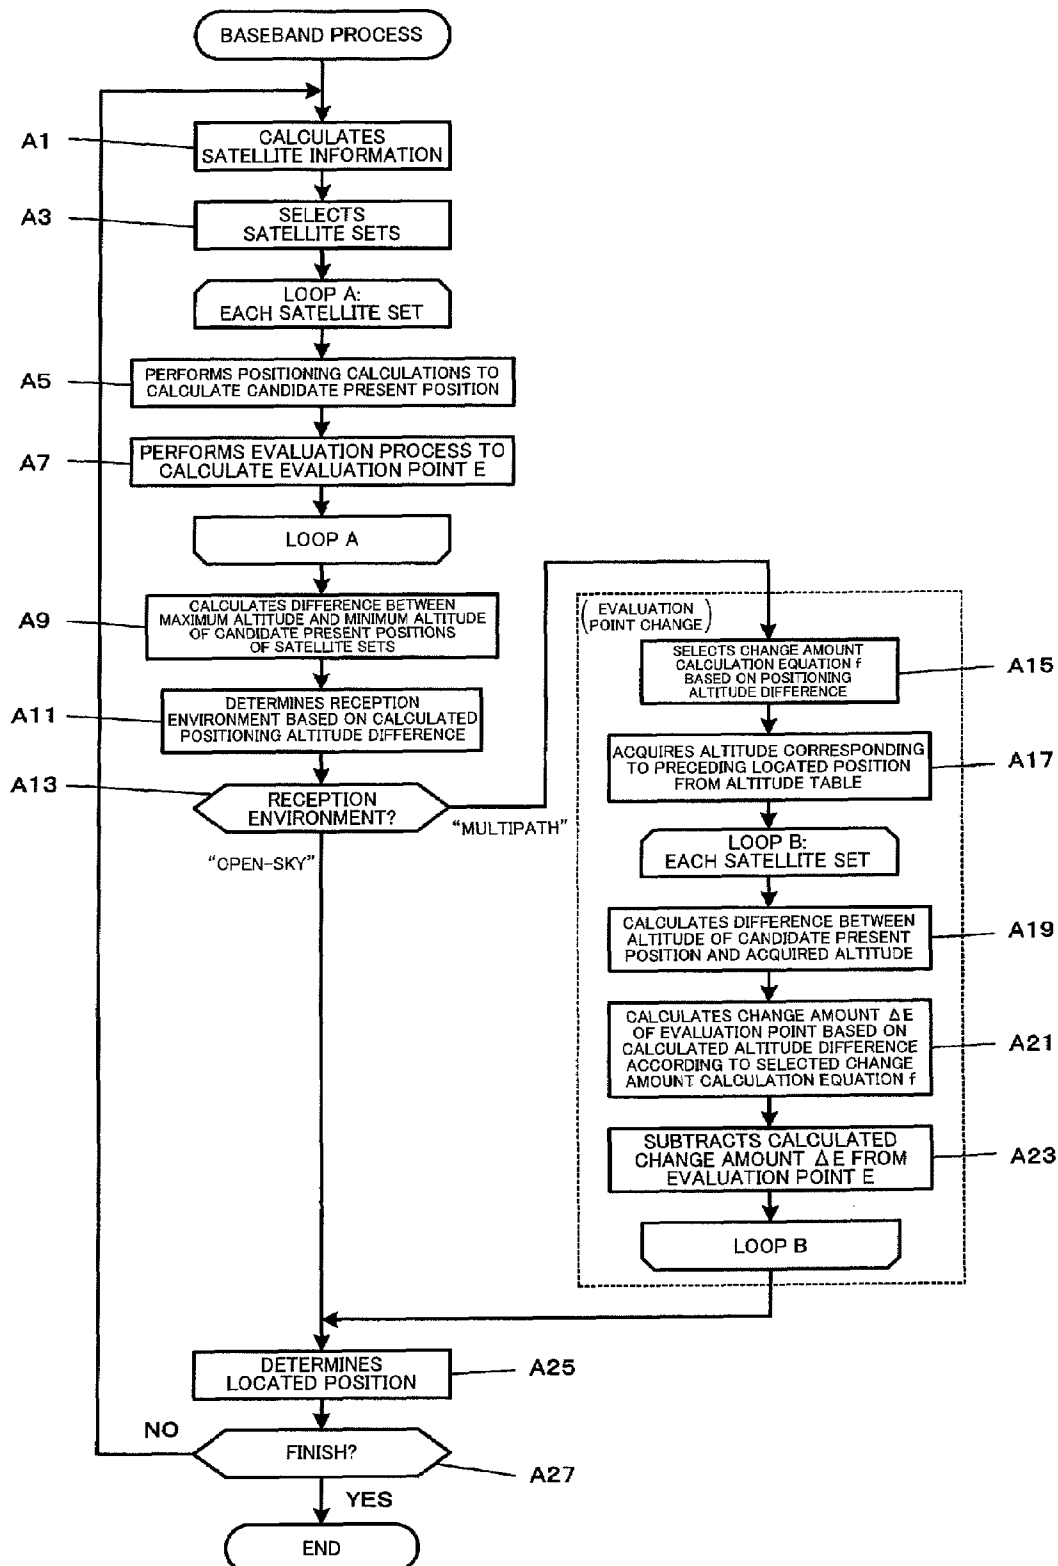 BASEBAND PROCESS
A1
CALCULATES
SATELLITE INFORMATION
A3
SELECTS
SATELLITE SETS
LOOP A:
EACH SATELLITE SET
A5
PERFORMS POSITIONING CALCULATIONS TO
CALCULATE CANDIDATE PRESENT POSITION
A7
PERFORMS EVALUATION PROCESS TO
CALCULATE EVALUATION POINT E
LOOP A
A9
CALCULATES DIFFERENCE BETWEEN
MAXIMUM ALTITUDE AND MINIMUM ALTITUDE
OF CANDIDATE PRESENT POSITIONS
OF SATELLITE SETS
A11
DETERMINES RECEPTION
ENVIRONMENT BASED ON CALCULATED
POSITIONING ALTITUDE DIFFERENCE
A13
RECEPTION
ENVIRONMENT?
“MULTIPATH”
“OPEN-SKY”
(EVALUATION
POINT CHANGE)
SELECTS CHANGE AMOUNT
CALCULATION EQUATION f
BASED ON POSITIONING
ALTITUDE DIFFERENCE
A15
ACQUIRES ALTITUDE CORRESPONDING
TO PRECEDING LOCATED POSITION
FROM ALTITUDE TABLE
A17
LOOP B:
EACH SATELLITE SET
CALCULATES DIFFERENCE BETWEEN
ALTITUDE OF CANDIDATE PRESENT
POSITION AND ACQUIRED ALTITUDE
A19
CALCULATES CHANGE AMOUNT ΔE
OF EVALUATION POINT BASED ON
CALCULATED ALTITUDE DIFFERENCE
ACCORDING TO SELECTED CHANGE
AMOUNT CALCULATION EQUATION f
A21
SUBTRACTS CALCULATED
CHANGE AMOUNT ΔE FROM
EVALUATION POINT E
A23
LOOP B
DETERMINES
LOCATED POSITION
A25
NO
FINISH?
A27
YES
END